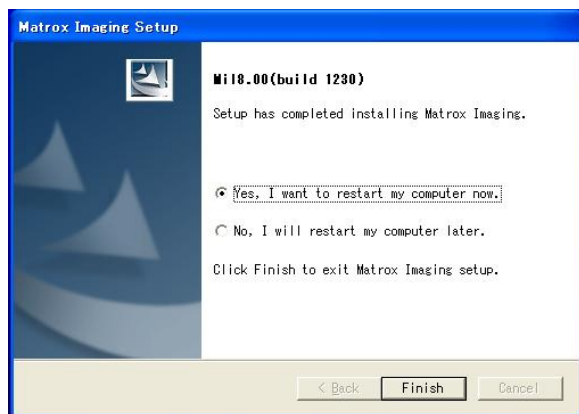 Matrox Imaging Setup
Mil8.00(build 1230)
Setup has completed installing Matrox Imaging.
Yes, I want to restart my computer now.
No, I will restart my computer later.
Click Finish to exit Matrox Imaging setup.
< Back Finish Cancel